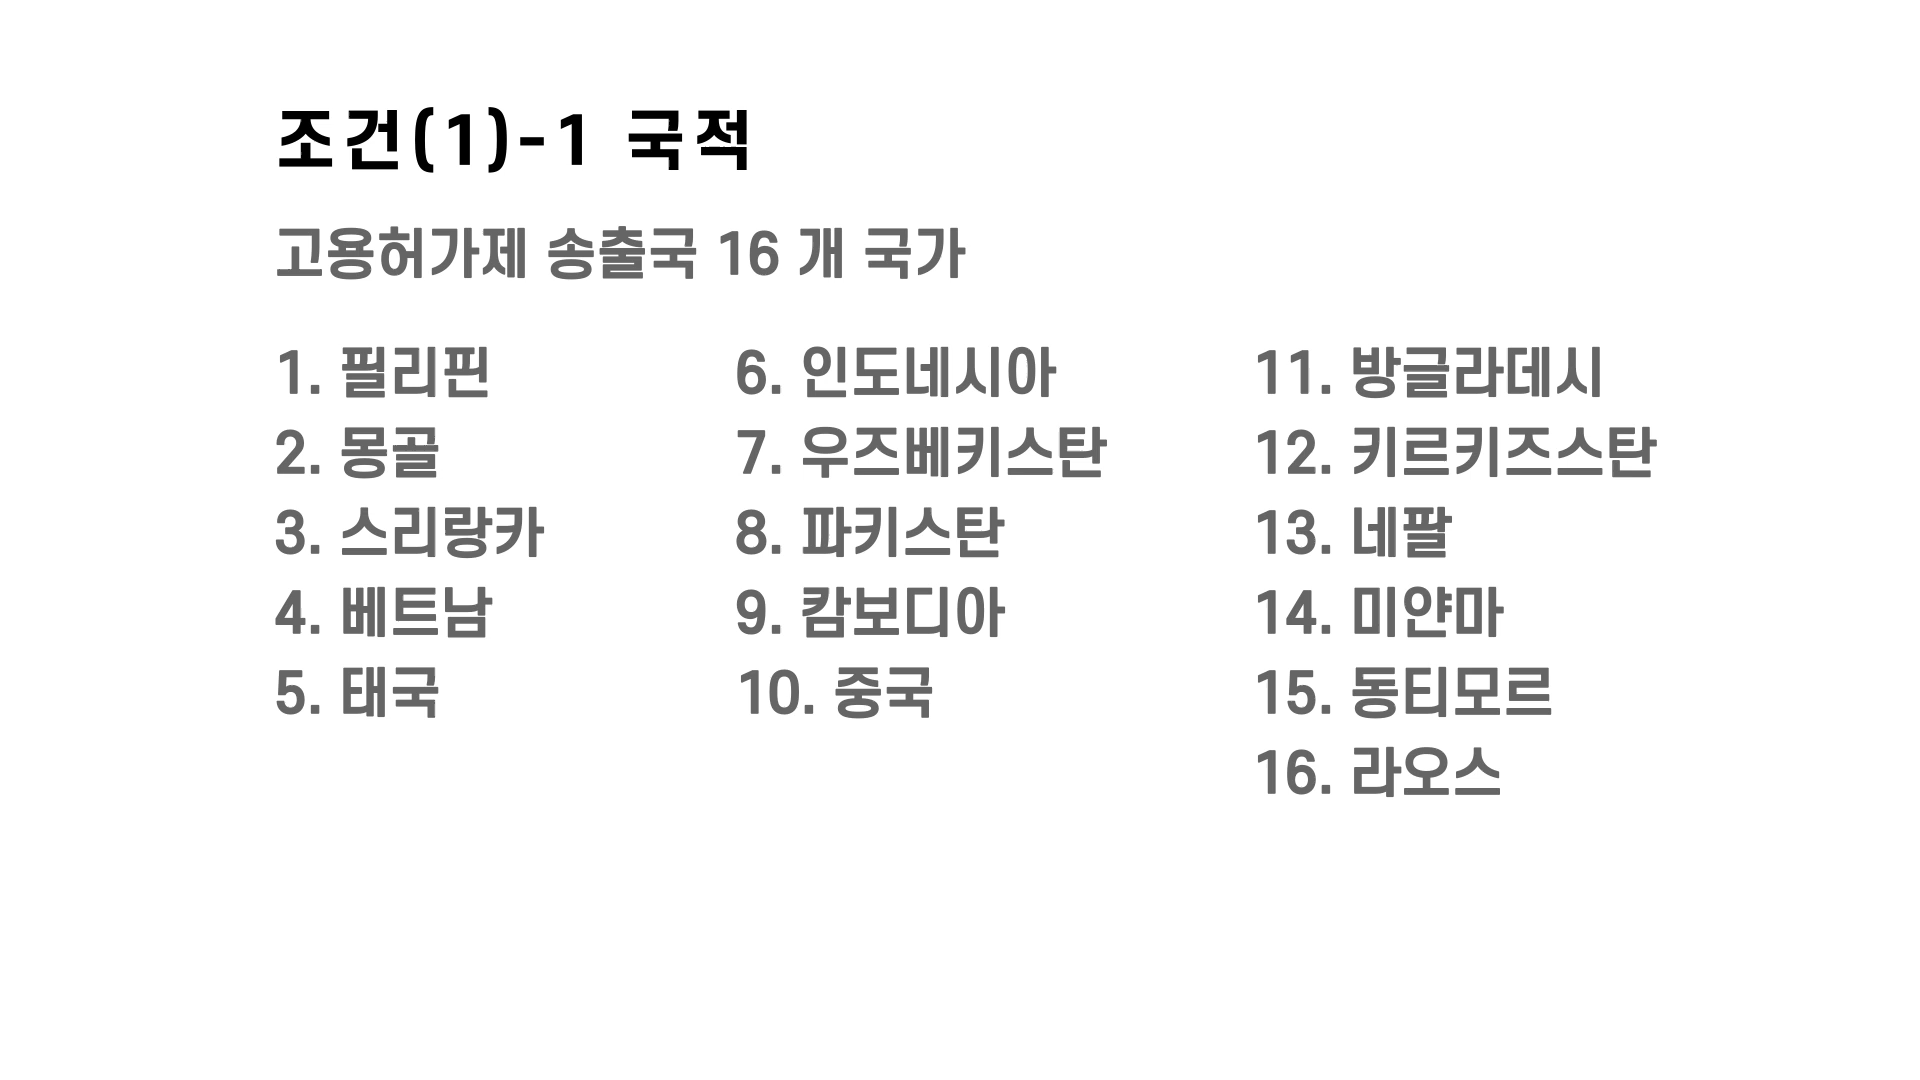 조건(1)-1 국적
고용허가제 송출국 16 개 국가
1. 필리핀
2. 몽골
3. 스리랑카
4. 베트남
5. 태국
6. 인도네시아
7. 우즈베키스탄
8. 파키스탄
9. 캄보디아
10. 중국
11. 방글라데시
12. 키르키즈스탄
13. 네팔
14. 미얀마
15. 동티모르
16. 라오스